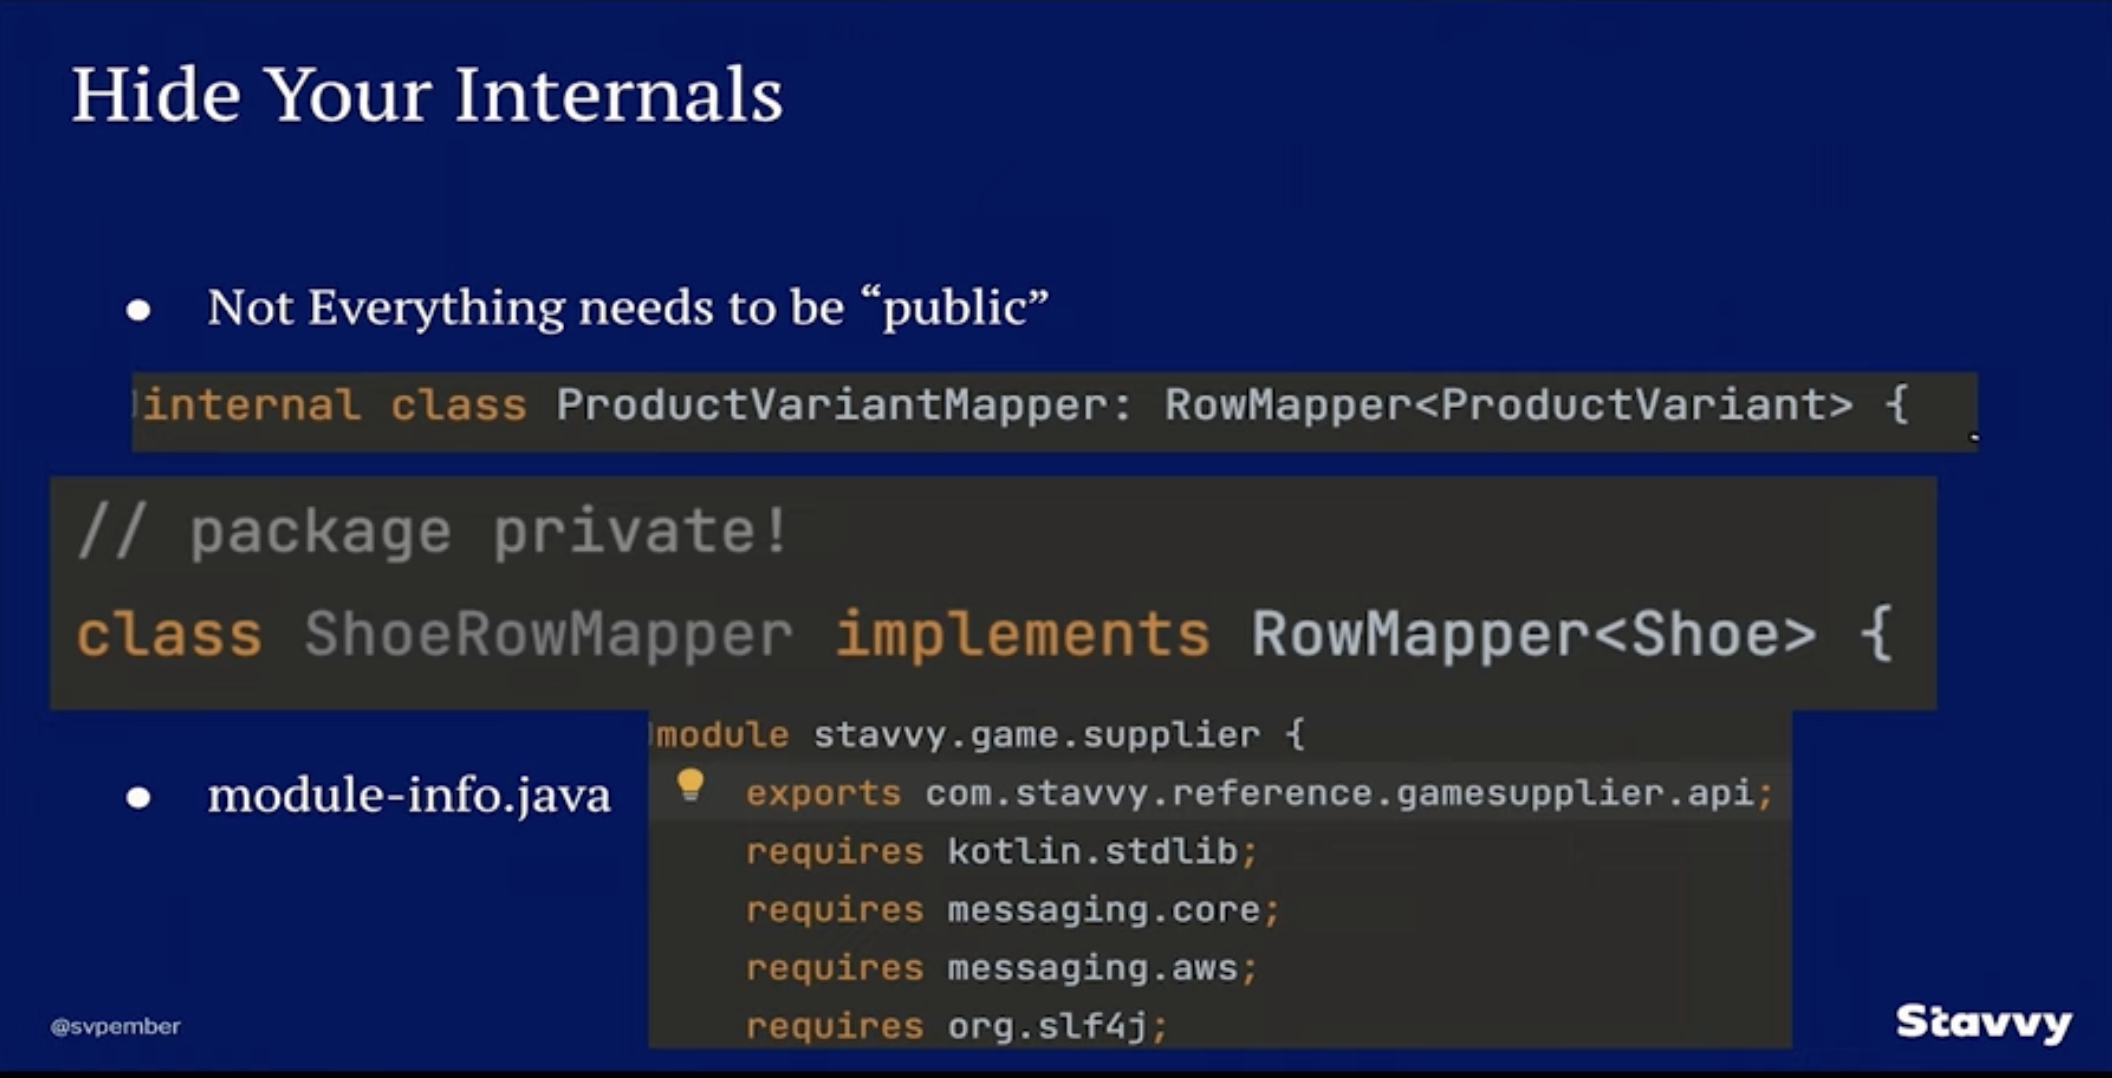 Hide Your Internals
● Not Everything needs to be “public”
internal class ProductVariantMapper: RowMapper<ProductVariant> {
// package private!
class ShoeRowMapper implements RowMapper<Shoe> {
● module-info.java
module stavvy.game.supplier {
exports com.stavvy.reference.gamesupplier.api;
requires kotlin.stdlib;
requires messaging.core;
requires messaging.aws;
requires org.slf4j;
@svpember
Stavvy